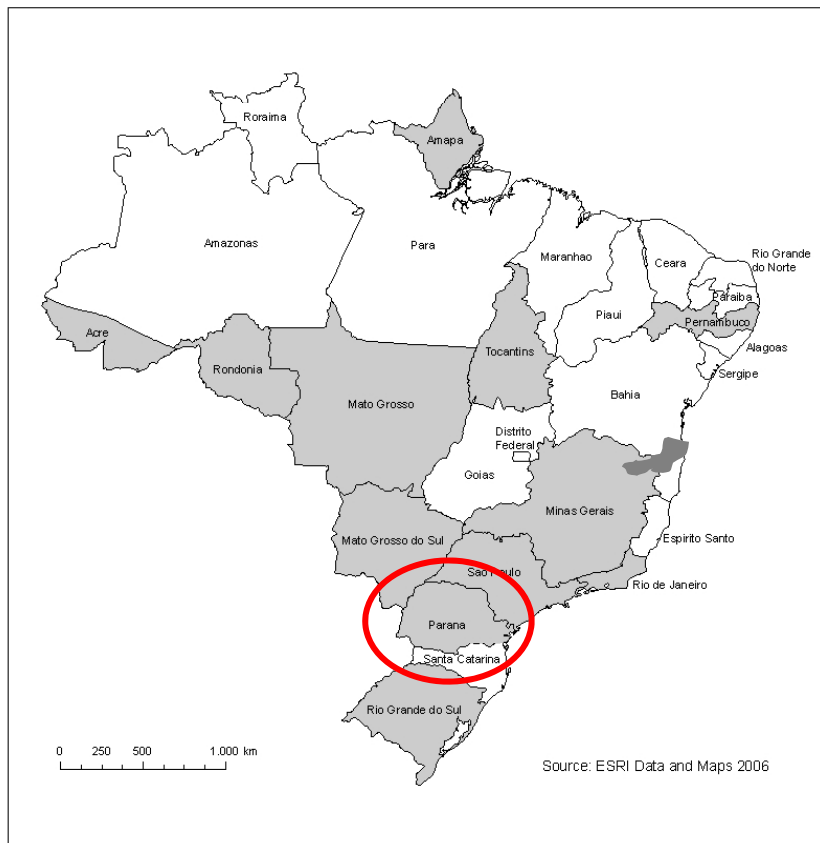 Roraima
Amapa
Amazonas
Para
Maranhao
Ceara
Rio Grande
do Norte
Paraiba
Piaui
Pernambuco
Acre
Alagoas
Tocantins
Rondonia
Sergipe
Bahia
Mato Grosso
Distrito
Federal
Goias
Minas Gerais
Espirito Santo
Mato Grosso do Sul
Sao Paulo
Rio de Janeiro
Parana
Santa Catarina
Rio Grande do Sul
0 250 500 1.000 km
Source: ESRI Data and Maps 2006